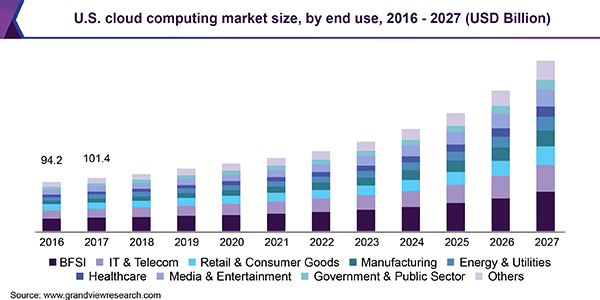 U.S. cloud computing market size, by end use, 2016 - 2027 (USD Billion)
94.2
101.4
2016 2017 2018 2019 2020 2021 2022 2023 2024 2025 2026 2027
BFSI IT & Telecom Retail & Consumer Goods Manufacturing Energy & Utilities
Healthcare Media & Entertainment Government & Public Sector Others
Source: www.grandviewresearch.com